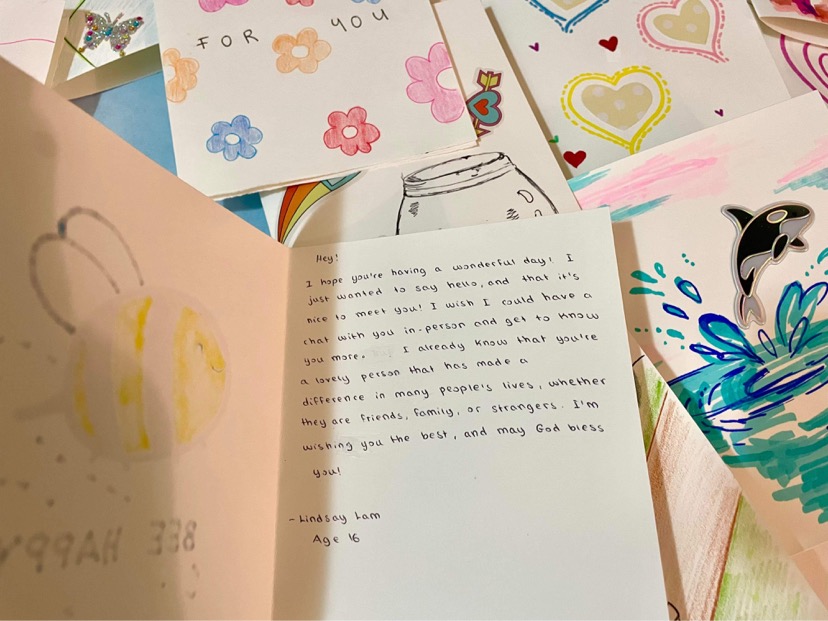 FOR YOU
Hey!
I hope you're having a wonderful day! I
just wanted to say hello, and that it's
nice to meet you! I wish I could have a
chat with you in-person and get to know
you more. I already know that you're
a lovely person that has made a
difference in many people's lives, whether
they are friends, family, or strangers. I'm
wishing you the best, and may God bless
you!
-Lindsay Lam
Age 16
BEE HAPPY